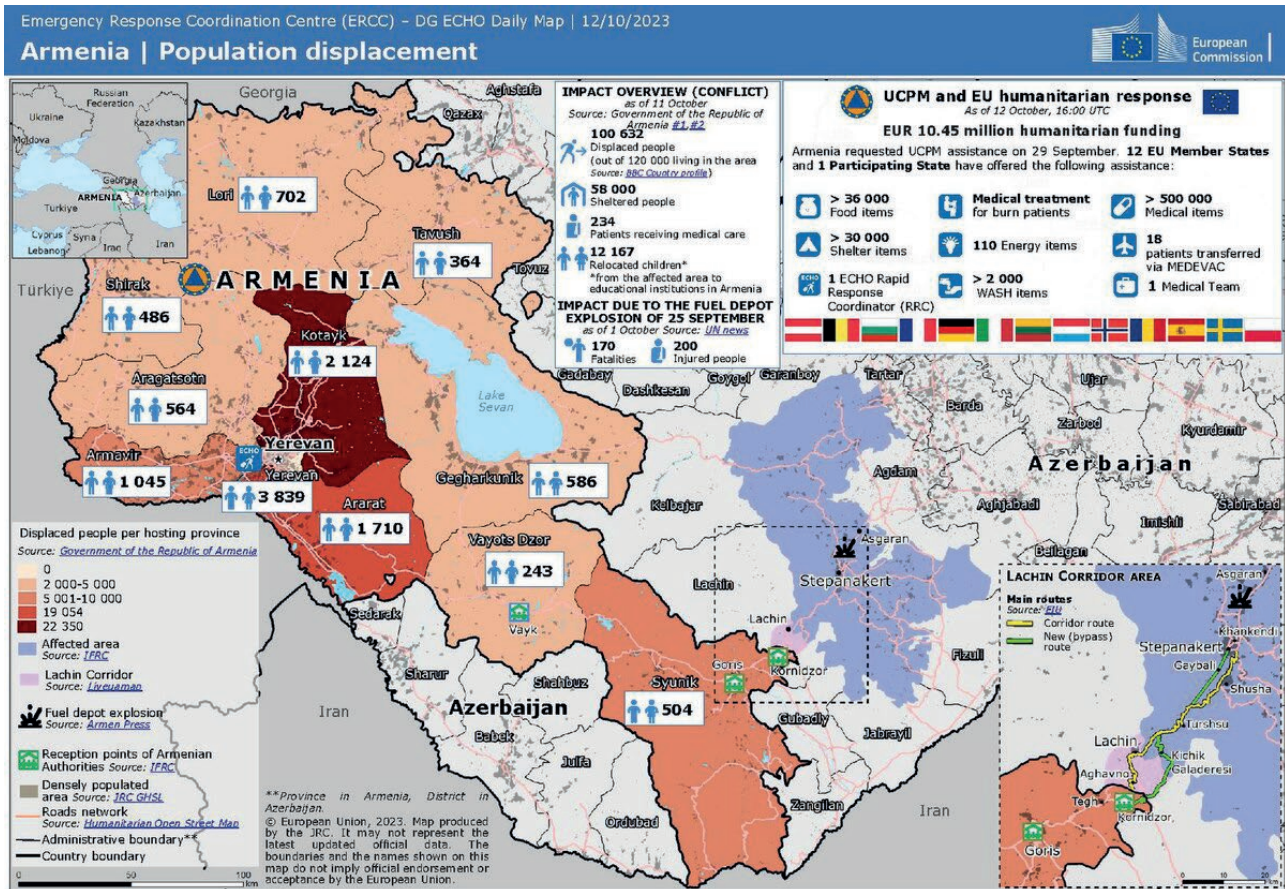 Emergency Response Coordination Centre (ERCC) – DG ECHO Daily Map | 12/10/2023
Armenia | Population displacement
European
Commission
Russian
Federation
Ukraine
Kazakhstan
Moldova
Georgia
ARMENIA
Azerbaijan
Türkiye
Cyprus
Syria
Lebanon
Iraq
Iran
Georgia
Aghstafa
Qazax
Tovuz
Lori
702
Tavush
364
ARMENIA
Türkiye
Shirak
486
Kotayk
2 124
Aragatsotn
564
Lake
Sevan
Armavir
1 045
ECHO
Yerevan
Yerevan
3 839
Ararat
1 710
Gegharkunik
586
Vayots Dzor
243
Vayk
Syunik
504
Goris
Kornidzor
IMPACT OVERVIEW (CONFLICT)
as of 11 October
Source: Government of the Republic of
Armenia #1,#2
100 632
Displaced people
(out of 120 000 living in the area
Source: BBC Country profile)
58 000
Sheltered people
234
Patients receiving medical care
12 167
Relocated children*
*from the affected area to
educational institutions in Armenia
IMPACT DUE TO THE FUEL DEPOT
EXPLOSION OF 25 SEPTEMBER
as of 1 October Source: UN news
170
Fatalities
200
Injured people
UCPM and EU humanitarian response
As of 12 October, 16:00 UTC
EUR 10.45 million humanitarian funding
Armenia requested UCPM assistance on 29 September. 12 EU Member States
and 1 Participating State have offered the following assistance:
> 36 000
Food items
Medical treatment
for burn patients
> 500 000
Medical items
> 30 000
Shelter items
110 Energy items
18
patients transferred
via MEDEVAC
ECHO
1 ECHO Rapid
Response
Coordinator (RRC)
> 2 000
WASH items
1 Medical Team
Gadabay
Dashkesan
Goygol
Garanboy
Tartar
Barda
Ujar
Zarbod
Kyurdamir
Azerbaijan
Agdam
Aghjabadi
Imishli
Sabirabad
Beilagan
Kelbajar
Asgaran
Stepanakert
Lachin
Lachin
Fizuli
Gubadly
Jabrayil
Zangilan
Iran
Sedarak
Sharur
Shahbuz
Azerbaijan
Babek
Julfa
Ordubad
Iran
Displaced people per hosting province
Source: Government of the Republic of Armenia
0
2 000-5 000
5 001-10 000
19 054
22 350
Affected area
Source: IFRC
Lachin Corridor
Source: Liveuamap
Fuel depot explosion
Source: Armen Press
Reception points of Armenian
Authorities Source: IFRC
Densely populated
area Source: JRC GHSL
Roads network
Source: Humanitarian Open Street Map
Administrative boundary**
Country boundary
0
50
100
km
**Province in Armenia, District in
Azerbaijan.
© European Union, 2023. Map produced
by the JRC. It may not represent the
latest updated official data. The
boundaries and the names shown on this
map do not imply official endorsement or
acceptance by the European Union.
LACHIN CORRIDOR AREA
Main routes
Source: EIU
Corridor route
New (bypass)
route
Asgaran
Khankendi
Stepanakert
Gaybali
Shusha
Turshsu
Lachin
Kichik
Galaderesi
Aghavno
Tegh
Kornidzor
Goris
0
10
20
km